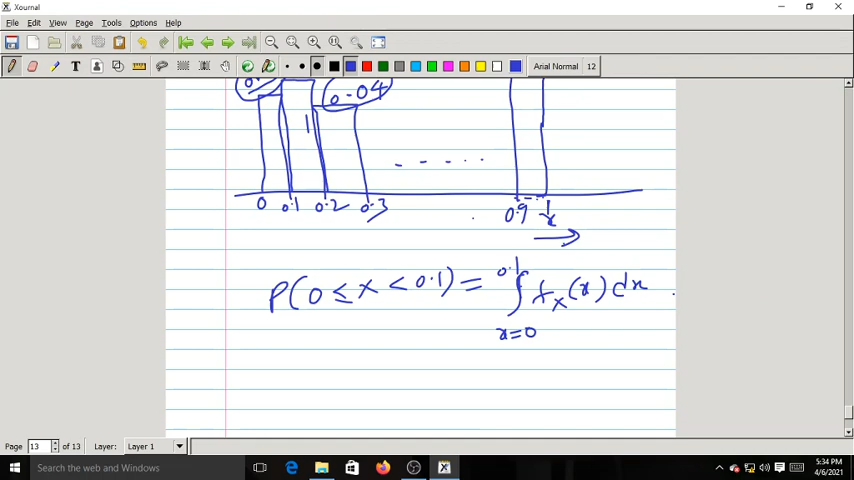 Xournal
File Edit View Page Tools Options Help
Arial Normal 12
0.04
0 0.1 0.2 0.3 0.9 1
x
P(0 ≤ X < 0.1) = ∫ f_X(x) dx
0.1
x=0
Page 13 of 13 Layer: Layer 1
Search the web and Windows
5:34 PM
4/6/2021